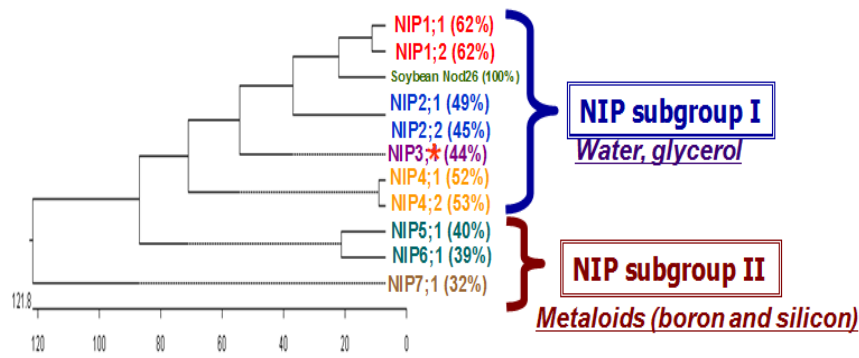 NIP1;1 (62%)
NIP1;2 (62%)
Soybean Nod26 (100%)
NIP2;1 (49%)
NIP2;2 (45%)
NIP3;* (44%)
NIP4;1 (52%)
NIP4;2 (53%)
NIP5;1 (40%)
NIP6;1 (39%)
NIP7;1 (32%)
NIP subgroup I
Water, glycerol
NIP subgroup II
Metaloids (boron and silicon)
121.8
120 100 80 60 40 20 0